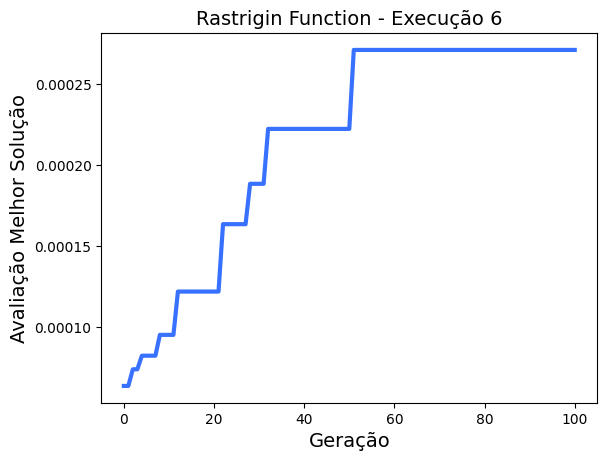 Rastrigin Function - Execução 6
Avaliação Melhor Solução
0.00025
0.00020
0.00015
0.00010
0 20 40 60 80 100
Geração